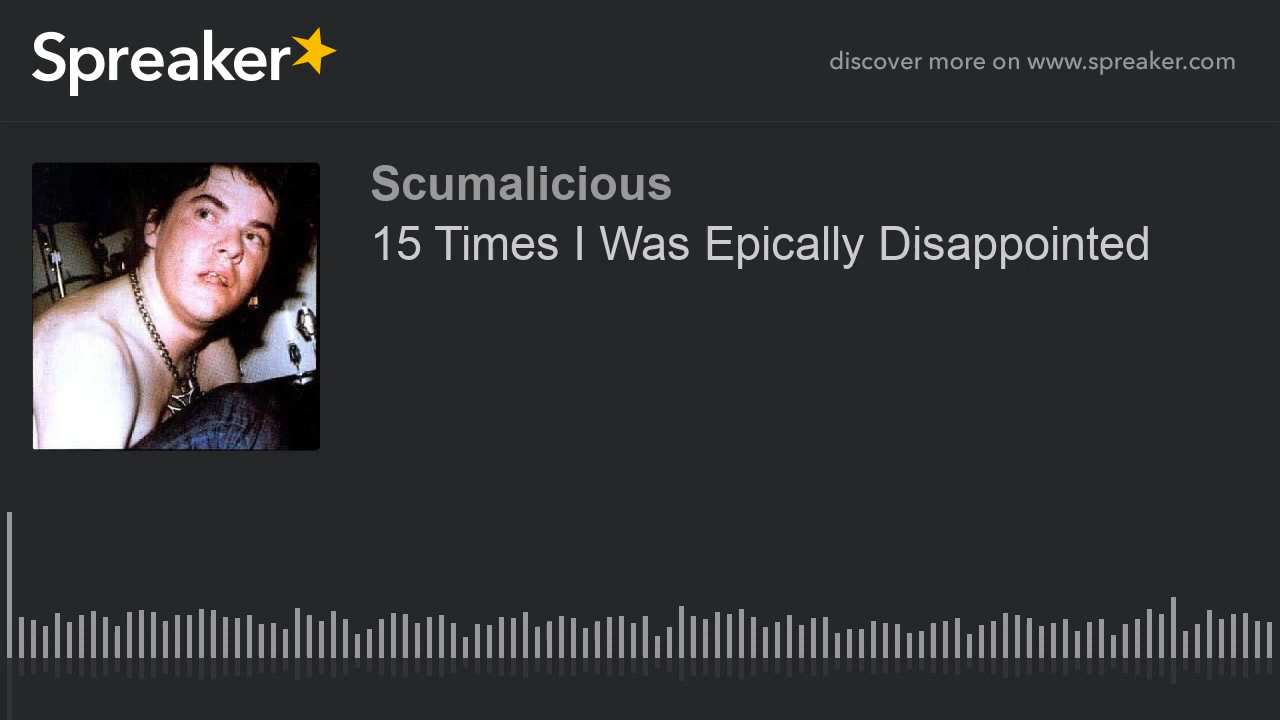 Spreaker
discover more on www.spreaker.com
Scumalicious
15 Times I Was Epically Disappointed